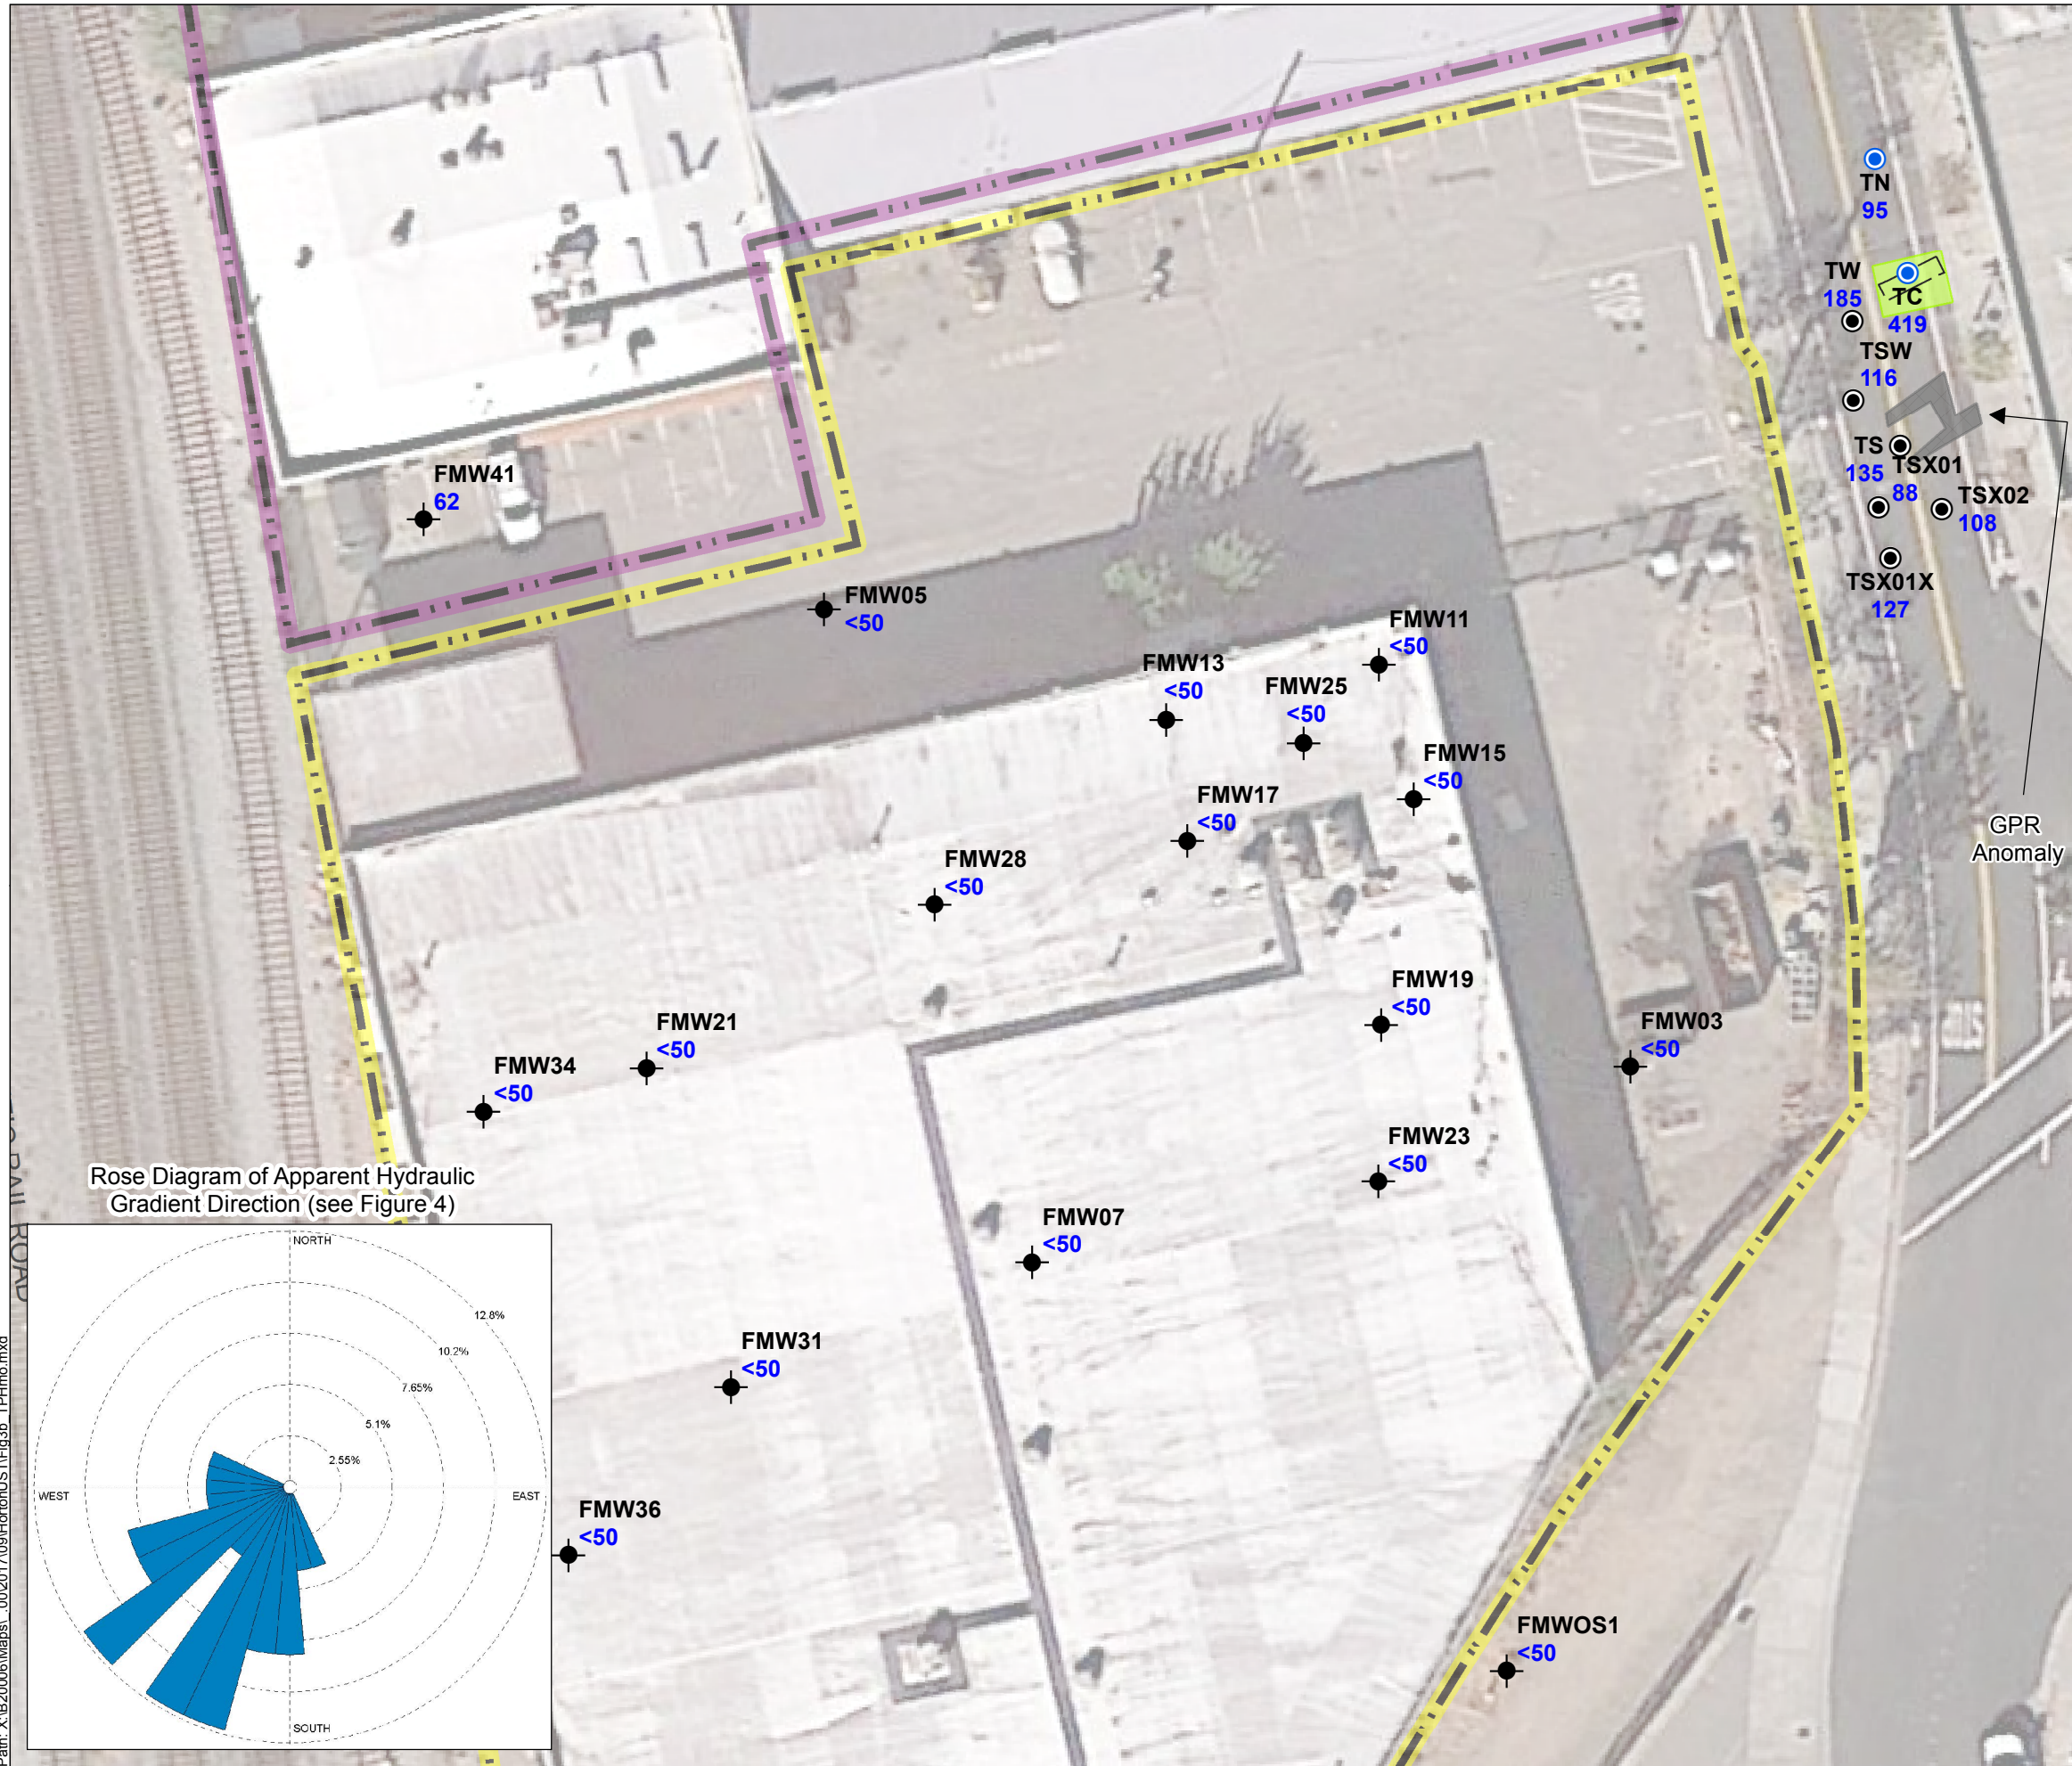 TN
95
TW
185
TC
419
TSW
116
TS
135
TSX01
88
TSX02
108
TSX01X
127
GPR
Anomaly
FMW41
62
FMW05
<50
FMW11
<50
FMW13
<50
FMW25
<50
FMW15
<50
FMW17
<50
FMW28
<50
FMW19
<50
FMW03
<50
FMW21
<50
FMW34
<50
FMW23
<50
FMW07
<50
FMW31
<50
FMW36
<50
FMWOS1
<50
Rose Diagram of Apparent Hydraulic
Gradient Direction (see Figure 4)
NORTH
12.8%
10.2%
7.65%
5.1%
2.55%
WEST
EAST
SOUTH
ROAD